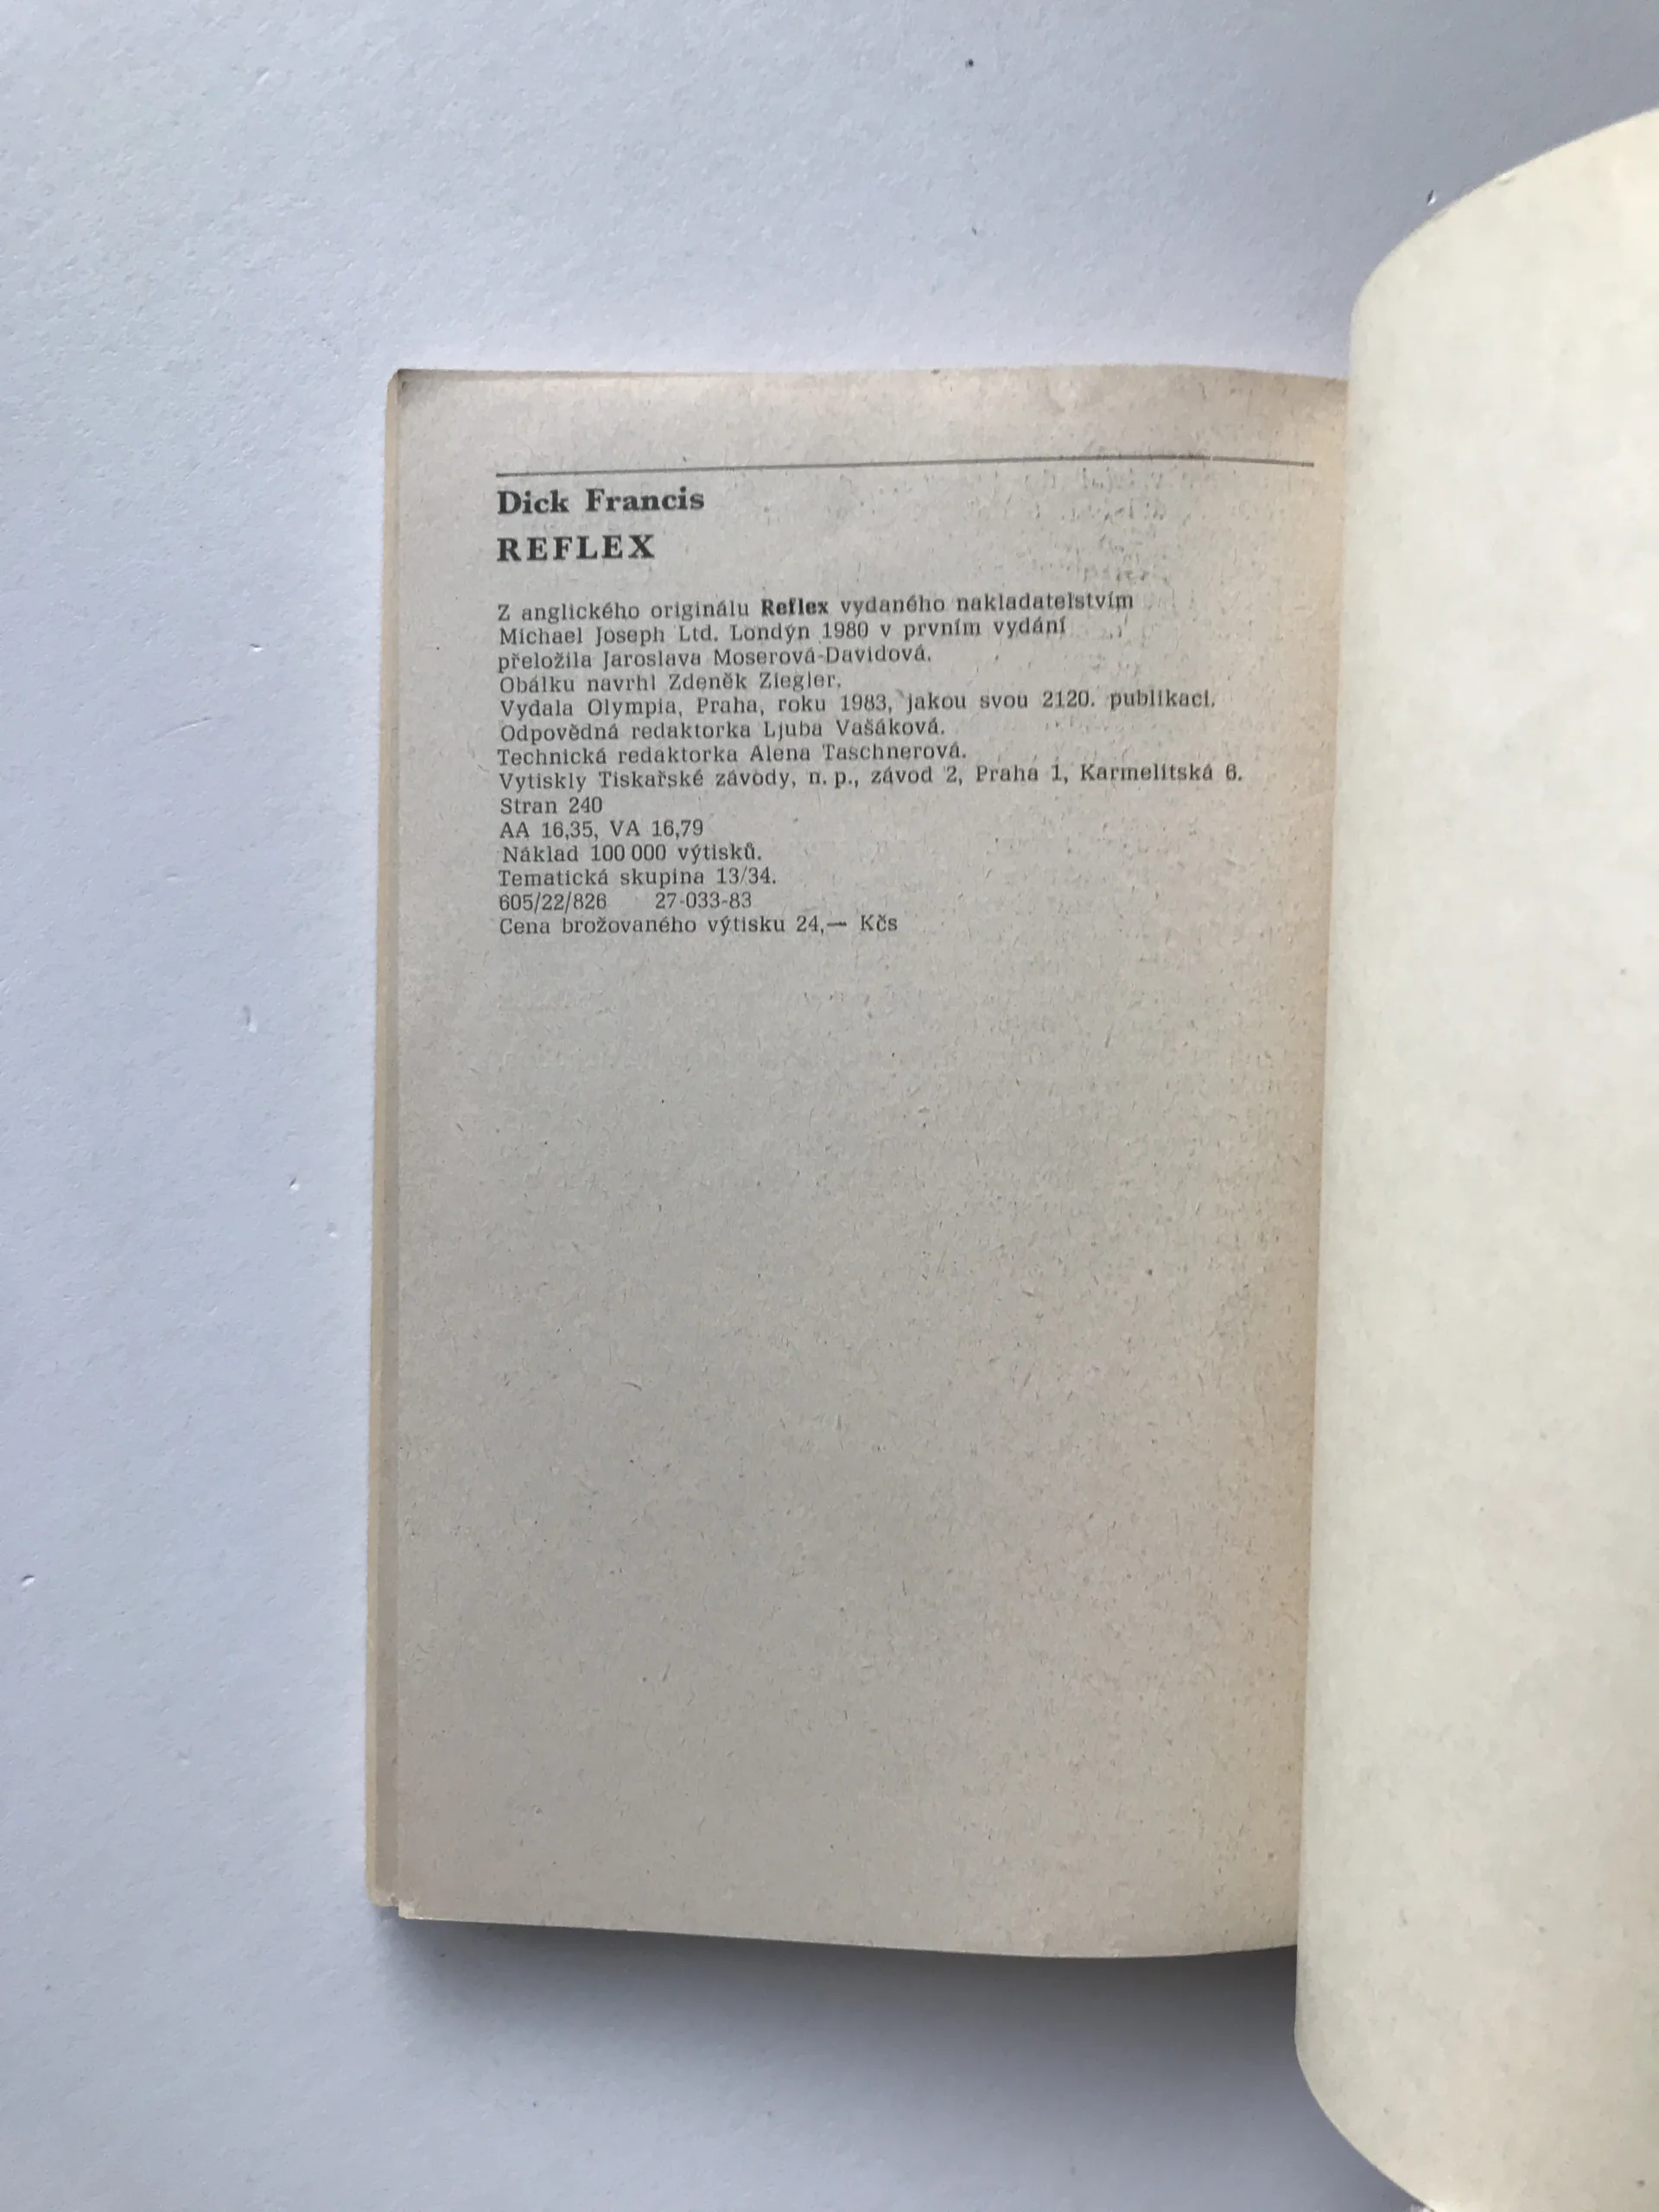 Dick Francis
REFLEX
Z anglického originálu Reflex vydaného nakladatelstvím
Michael Joseph Ltd. Londýn 1980 v prvním vydání
přeložila Jaroslava Moserová-Davidová.
Obálku navrhl Zdeněk Ziegler.
Vydala Olympia, Praha, roku 1983, jakou svou 2120. publikaci.
Odpovědná redaktorka Ljuba Vašáková.
Technická redaktorka Alena Taschnerová.
Vytiskly Tiskařské závody, n. p., závod 2, Praha 1, Karmelitská 6.
Stran 240
AA 16,35, VA 16,79
Náklad 100 000 výtisků.
Tematická skupina 13/34.
605/22/826 27-033-83
Cena brožovaného výtisku 24,— Kčs